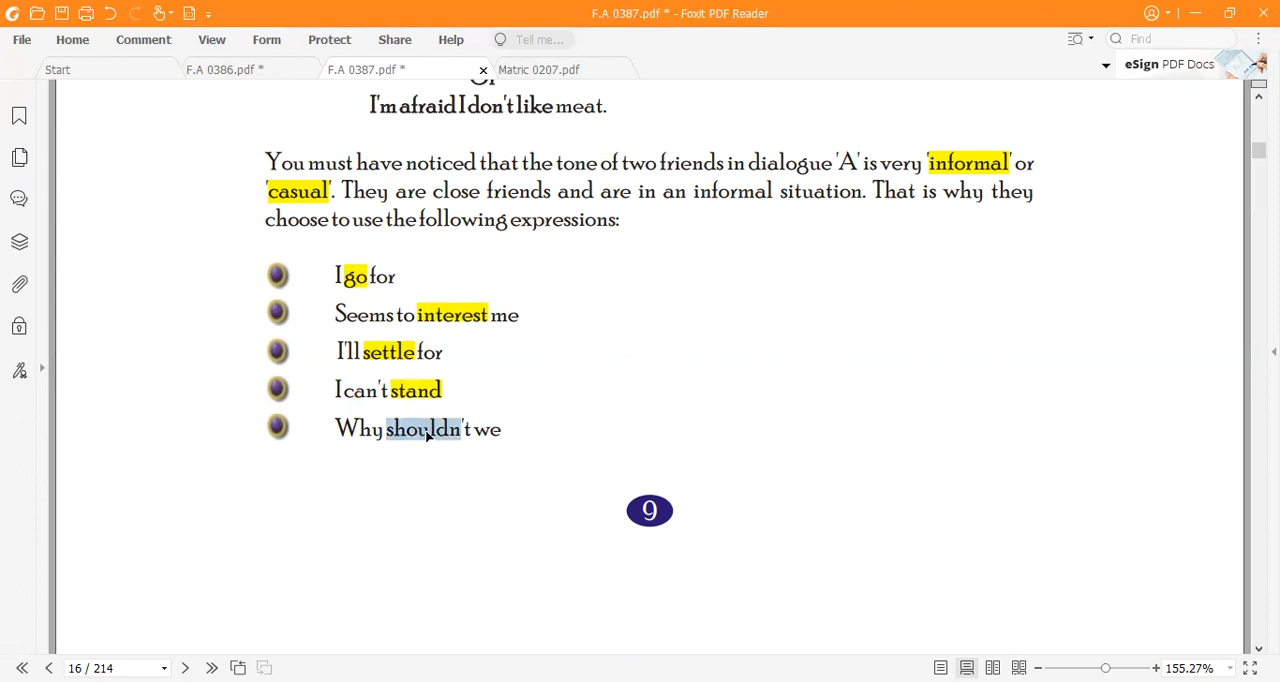 F.A 0387.pdf * - Foxit PDF Reader
File Home Comment View Form Protect Share Help Tell me... Find
Start F.A 0386.pdf * F.A 0387.pdf * Matric 0207.pdf eSign PDF Docs
I'm afraid I don't like meat.
You must have noticed that the tone of two friends in dialogue 'A' is very 'informal' or
'casual'. They are close friends and are in an informal situation. That is why they
choose to use the following expressions:
I go for
Seems to interest me
I'll settle for
I can't stand
Why shouldn't we
9
16 / 214 155.27%